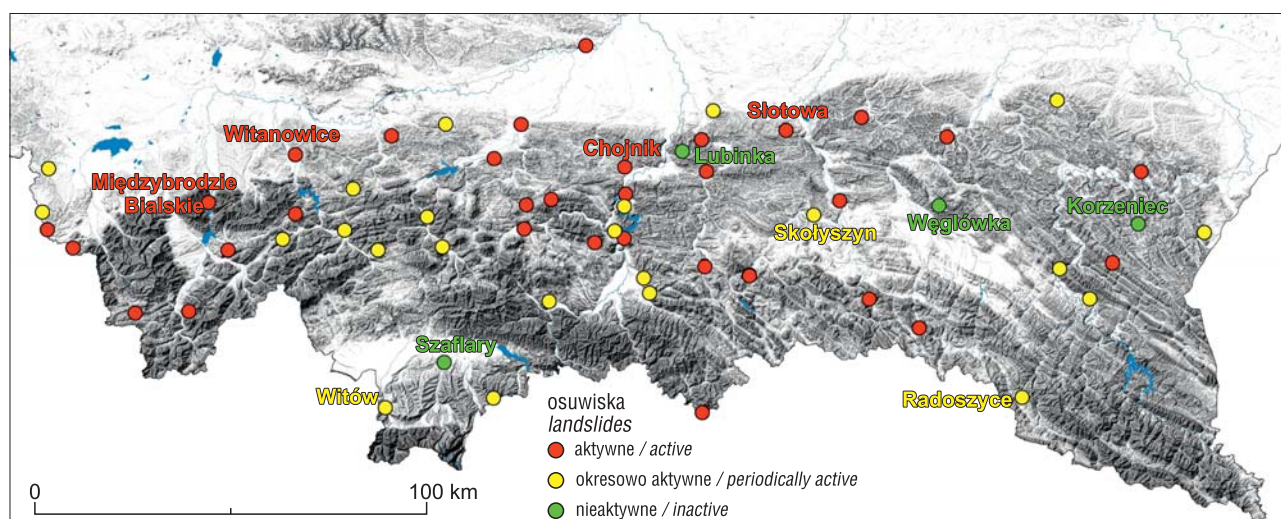 Słotowa
Witanowice
Chojnik
Lubinka
Międzybrodzie
Bialskie
Węglówka
Korzeniec
Skołyszyn
Szaflary
Witów
Radoszyce
osuwiska
landslides
aktywne / active
okresowo aktywne / periodically active
nieaktywne / inactive
0
100 km